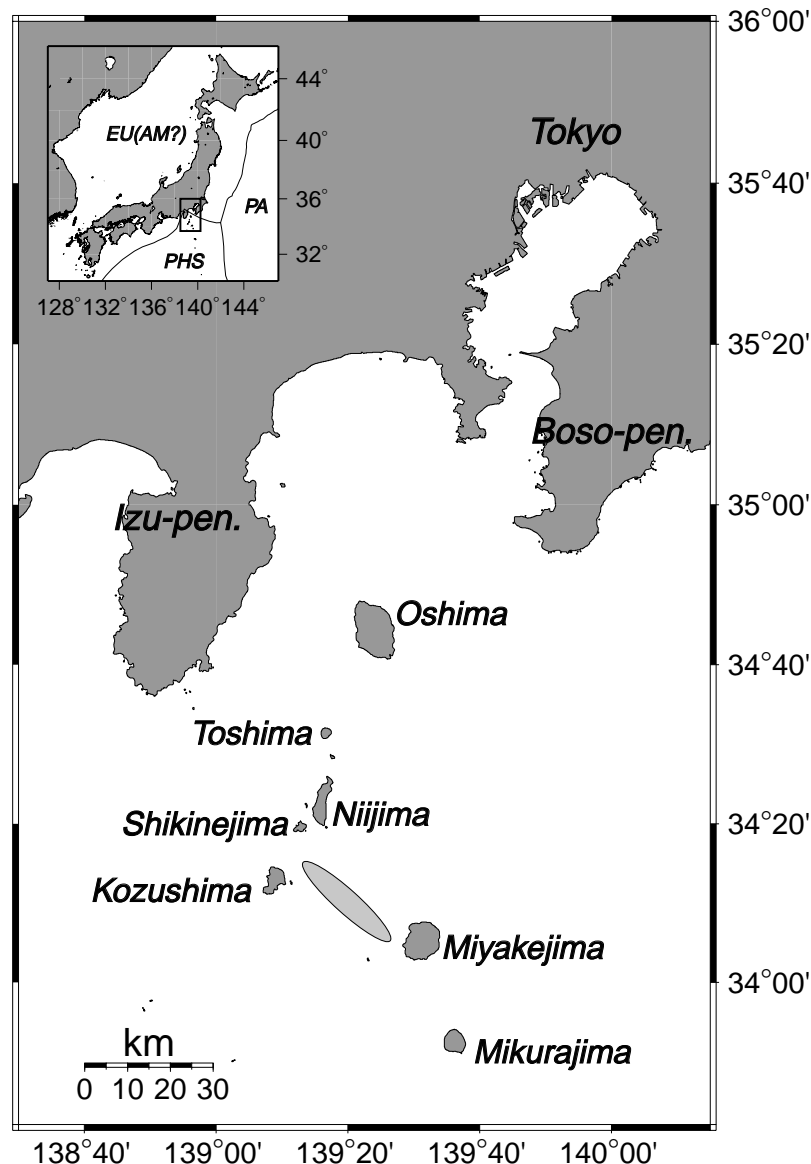 36°00'
44°
Tokyo
EU(AM?)
40°
36°
35°40'
PA
PHS
32°
128° 132° 136° 140° 144°
35°20'
Boso-pen.
Izu-pen.
35°00'
Oshima
34°40'
Toshima
Niijima
Shikinejima
34°20'
Kozushima
Miyakejima
34°00'
km
Mikurajima
0 10 20 30
138°40' 139°00' 139°20' 139°40' 140°00'